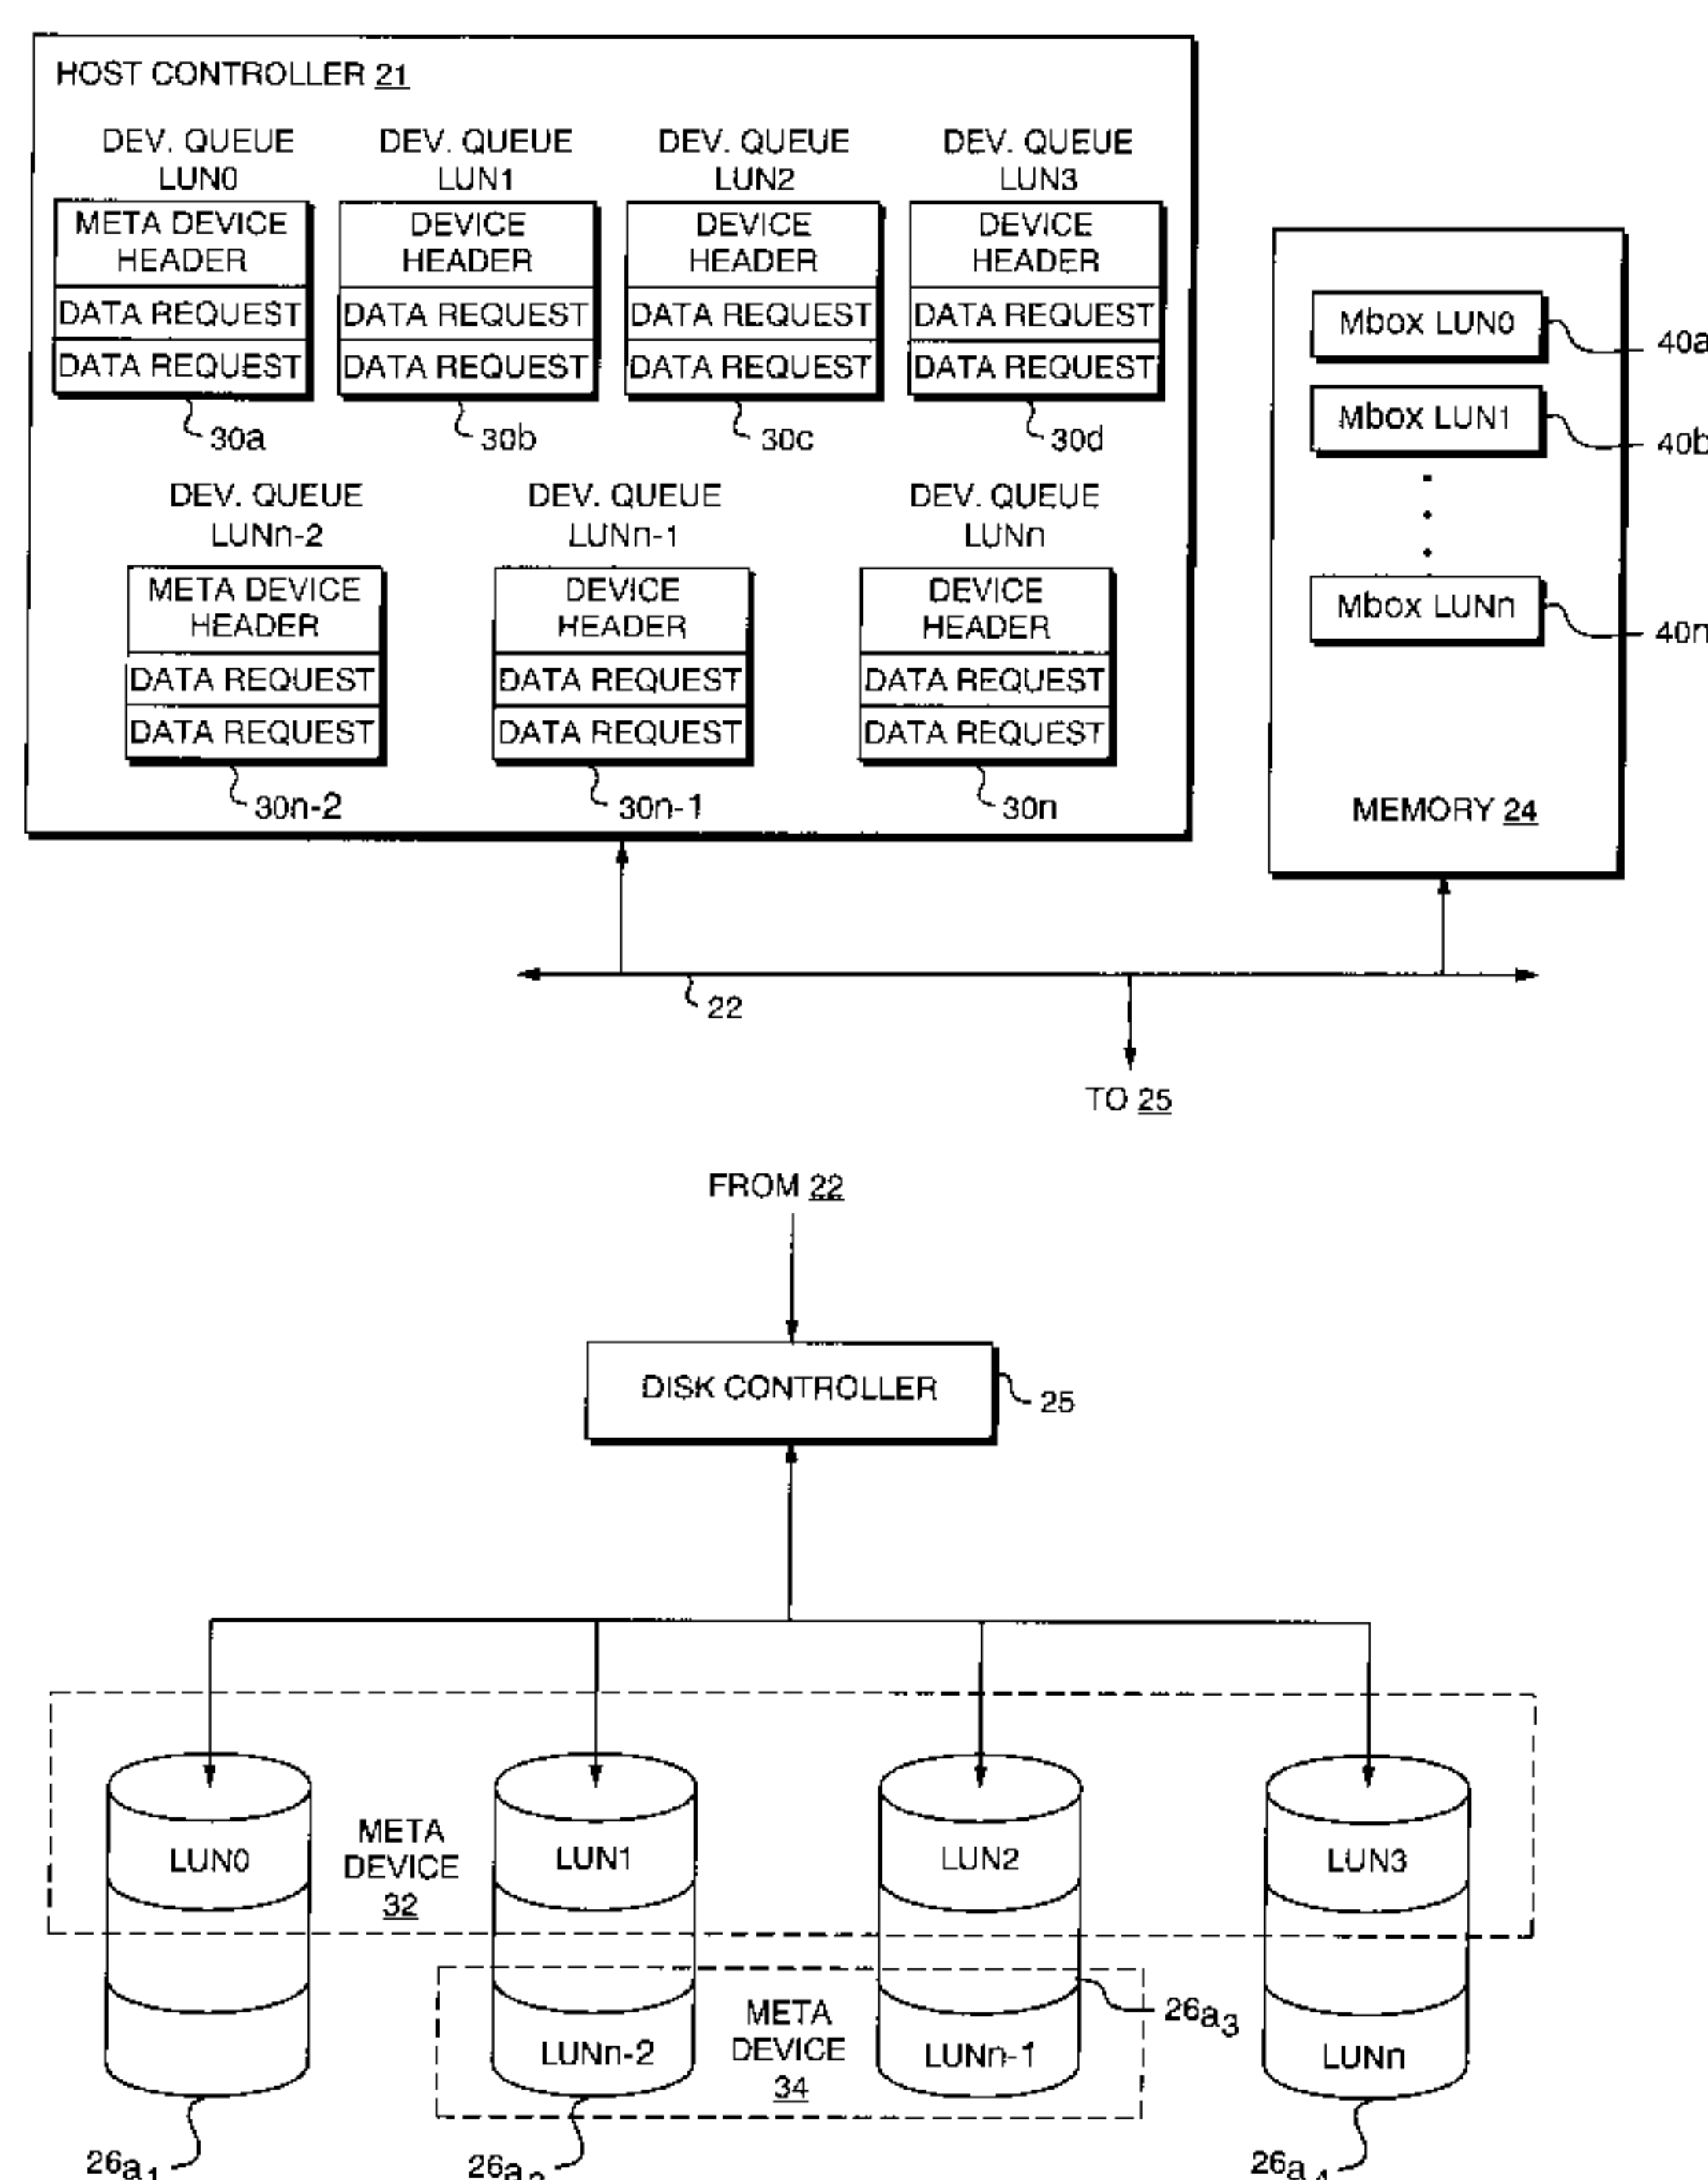 HOST CONTROLLER 21
DEV. QUEUE DEV. QUEUE DEV. QUEUE DEV. QUEUE
LUN0 LUN1 LUN2 LUN3
META DEVICE DEVICE DEVICE DEVICE
HEADER HEADER HEADER HEADER
DATA REQUEST DATA REQUEST DATA REQUEST DATA REQUEST
DATA REQUEST DATA REQUEST DATA REQUEST DATA REQUEST
30a 30b 30c 30d
DEV. QUEUE DEV. QUEUE DEV. QUEUE
LUNn-2 LUNn-1 LUNn
META DEVICE DEVICE DEVICE
HEADER HEADER HEADER
DATA REQUEST DATA REQUEST DATA REQUEST
DATA REQUEST DATA REQUEST DATA REQUEST
30n-2 30n-1 30n
Mbox LUN0 40a
Mbox LUN1 40b
Mbox LUNn 40n
MEMORY 24
22
TO 25
FROM 22
DISK CONTROLLER 25
LUN0 LUN1 LUN2 LUN3
META
DEVICE
32
META
DEVICE
34
LUNn-2 LUNn-1 LUNn
26a3
26a1 26a2 26a4